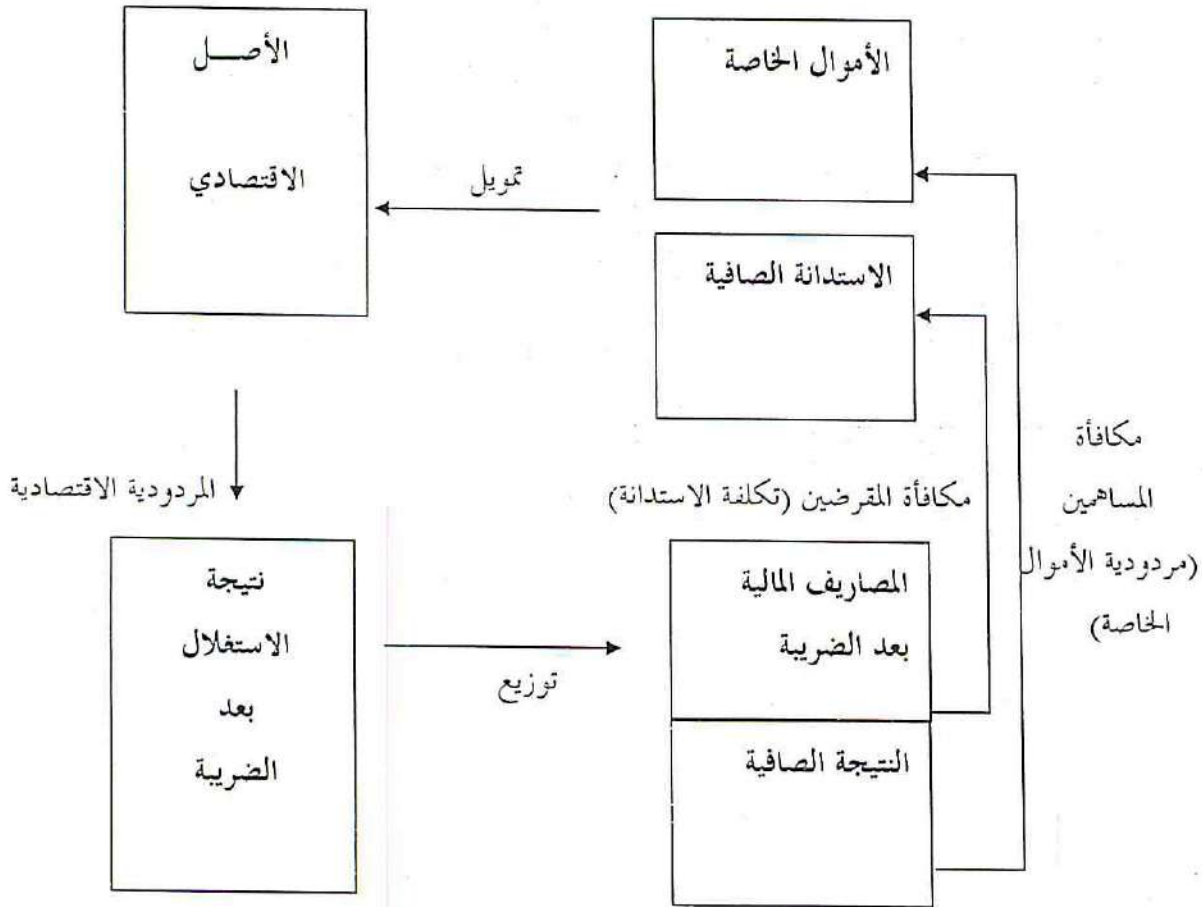 الأصــل
الاقتصادي
الأموال الخاصة
تمويل
الاستدانة الصافية
مكافأة
المساهمين
(مردودية الأموال
الخاصة)
المردودية الاقتصادية
مكافأة المقرضين (تكلفة الاستدانة)
نتيجة
الاستغلال
بعد
الضريبة
توزيع
المصاريف المالية
بعد الضريبة
النتيجة الصافية